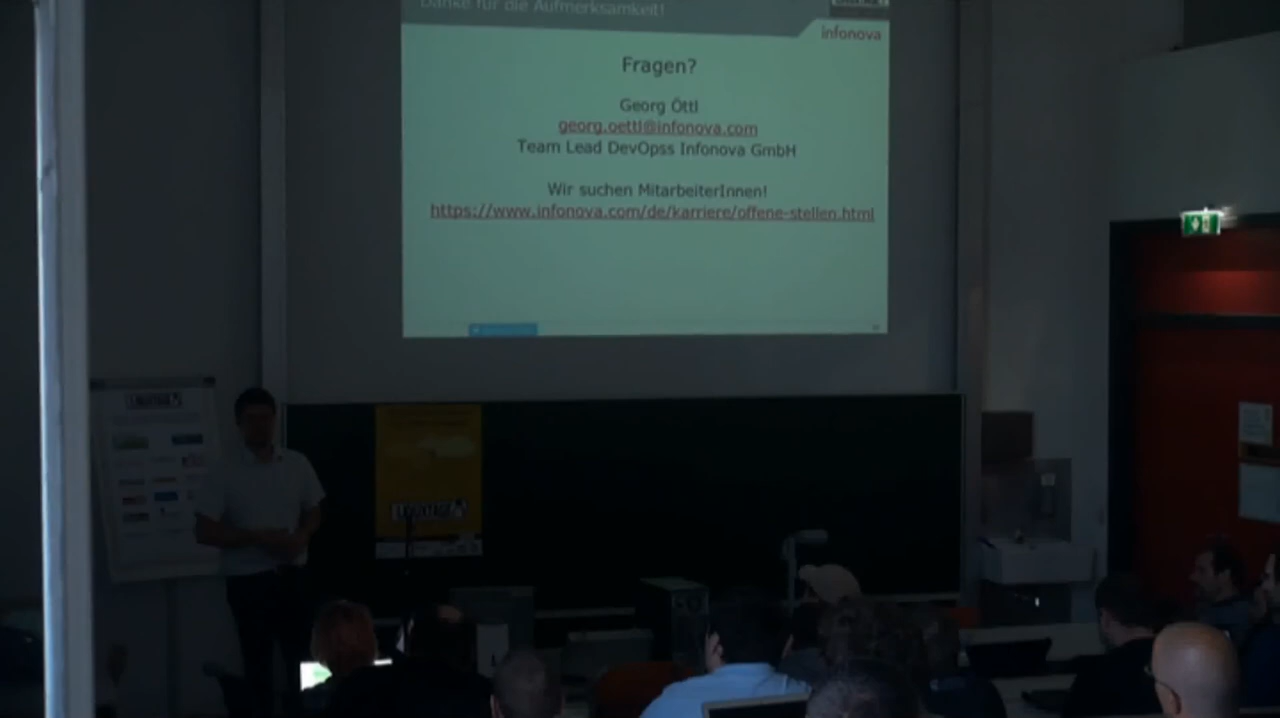 Danke für die Aufmerksamkeit!
infonova
Fragen?
Georg Öttl
georg.oettl@infonova.com
Team Lead DevOpss Infonova GmbH
Wir suchen MitarbeiterInnen!
https://www.infonova.com/de/karriere/offene-stellen.html
LINUXTAGE